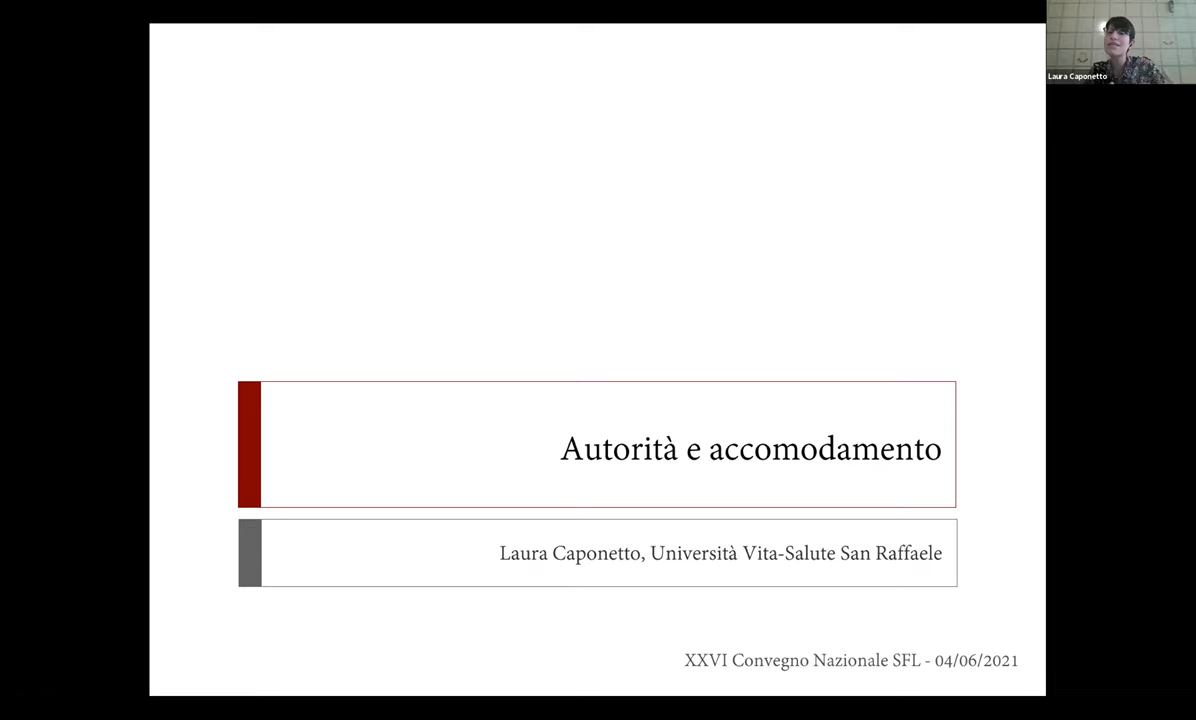 Laura Caponetto
Autorità e accomodamento
Laura Caponetto, Università Vita-Salute San Raffaele
XXVI Convegno Nazionale SFL - 04/06/2021